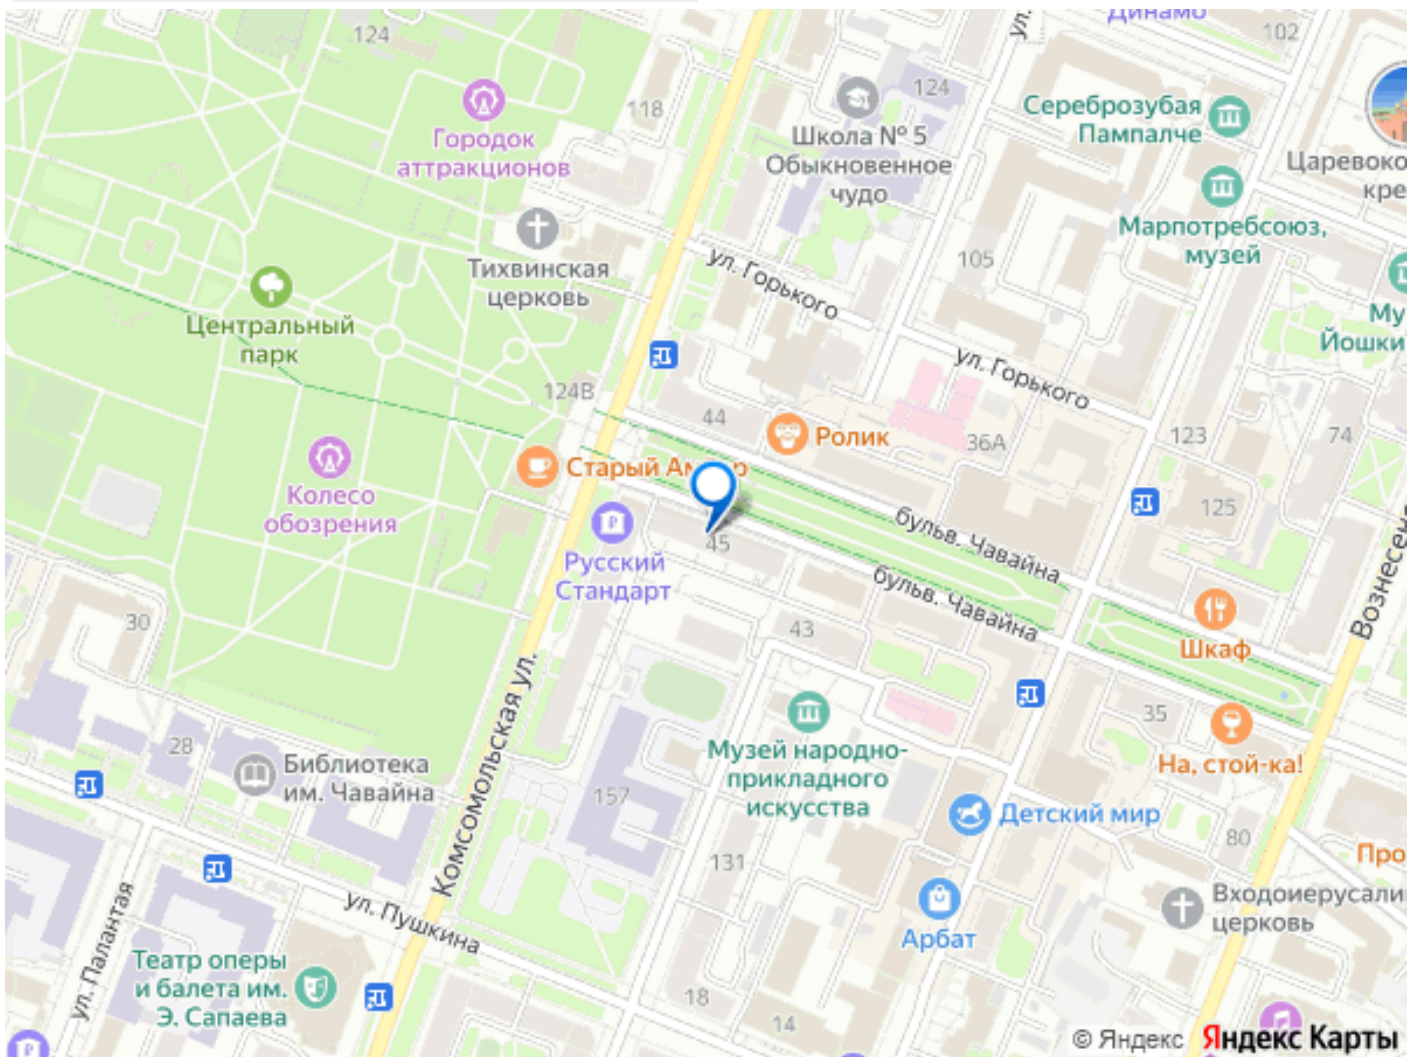 Динамо
124
102
ул.
124
118
Школа № 5
Обыкновенное
чудо
Сереброзубая
Пампалче
Городок
аттракционов
Царевоко
кре
Марпотребсоюз,
музей
ул. Горького
105
Тихвинская
церковь
Центральный
парк
Му
Йошки
ул. Горького
124В
44
Ролик
36А
123
74
Старый Ам
р
Колесо
обозрения
125
бульв. Чавайна
Русский
Стандарт
45
бульв. Чавайна
Вознесенс
30
43
Шкаф
Комсомольская ул.
35
28
Музей народно-
прикладного
искусства
На, стой-ка!
Библиотека
им. Чавайна
157
Детский мир
80
131
Про
ул. Палантая
ул. Пушкина
Арбат
Входоиерусали
церковь
Театр оперы
и балета им.
Э. Сапаева
18
14
© Яндекс Яндекс Карты